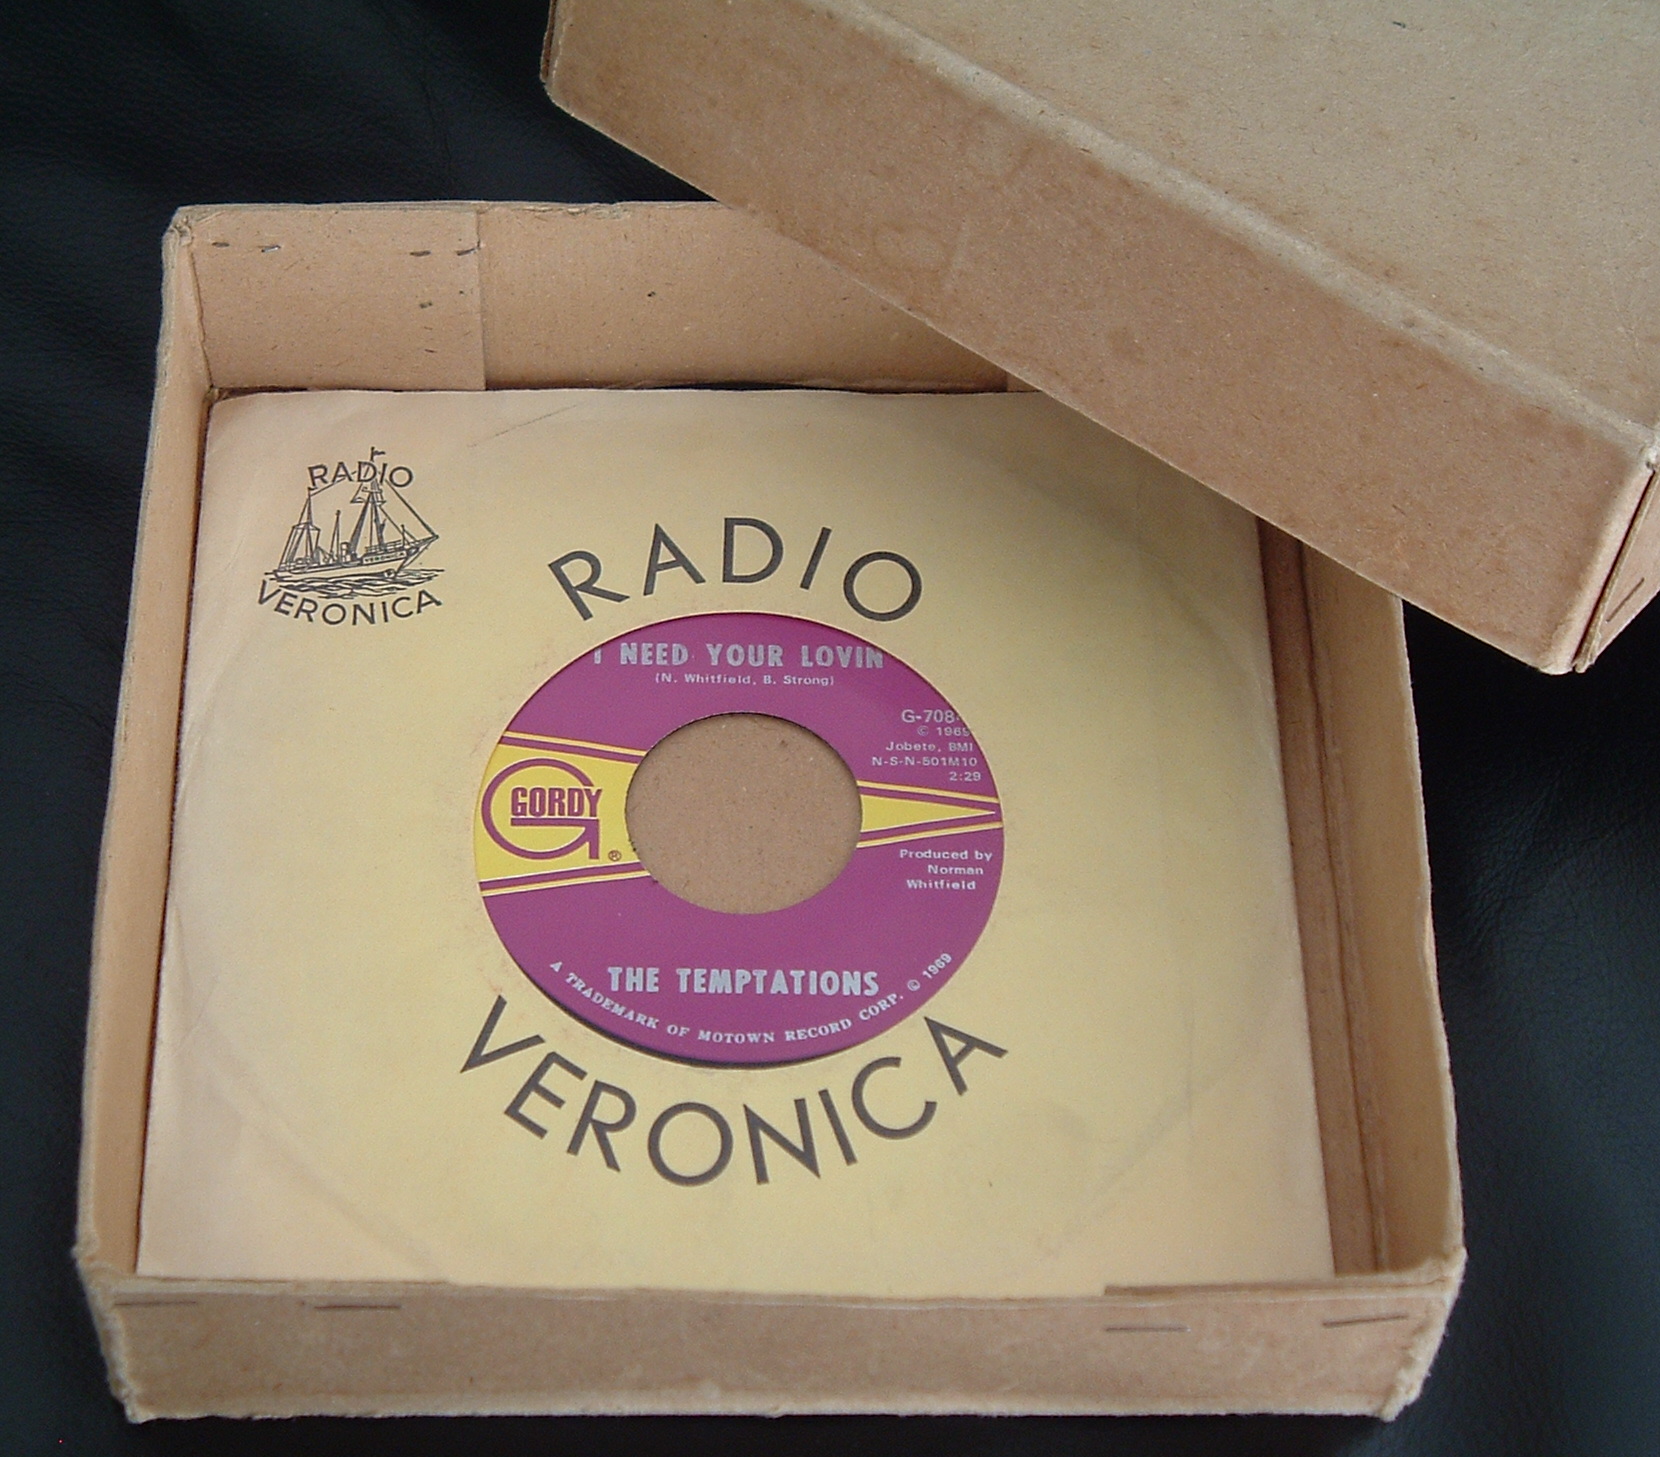 RADIO
VERONICA
RADIO
I NEED YOUR LOVIN
(N. Whitfield, B. Strong)
G-708
© 1969
Jobete, BMI
N-S-N-501M10
2:29
GORDY
®
Produced by
Norman
Whitfield
THE TEMPTATIONS
A TRADEMARK OF MOTOWN RECORD CORP. © 1969
VERONICA